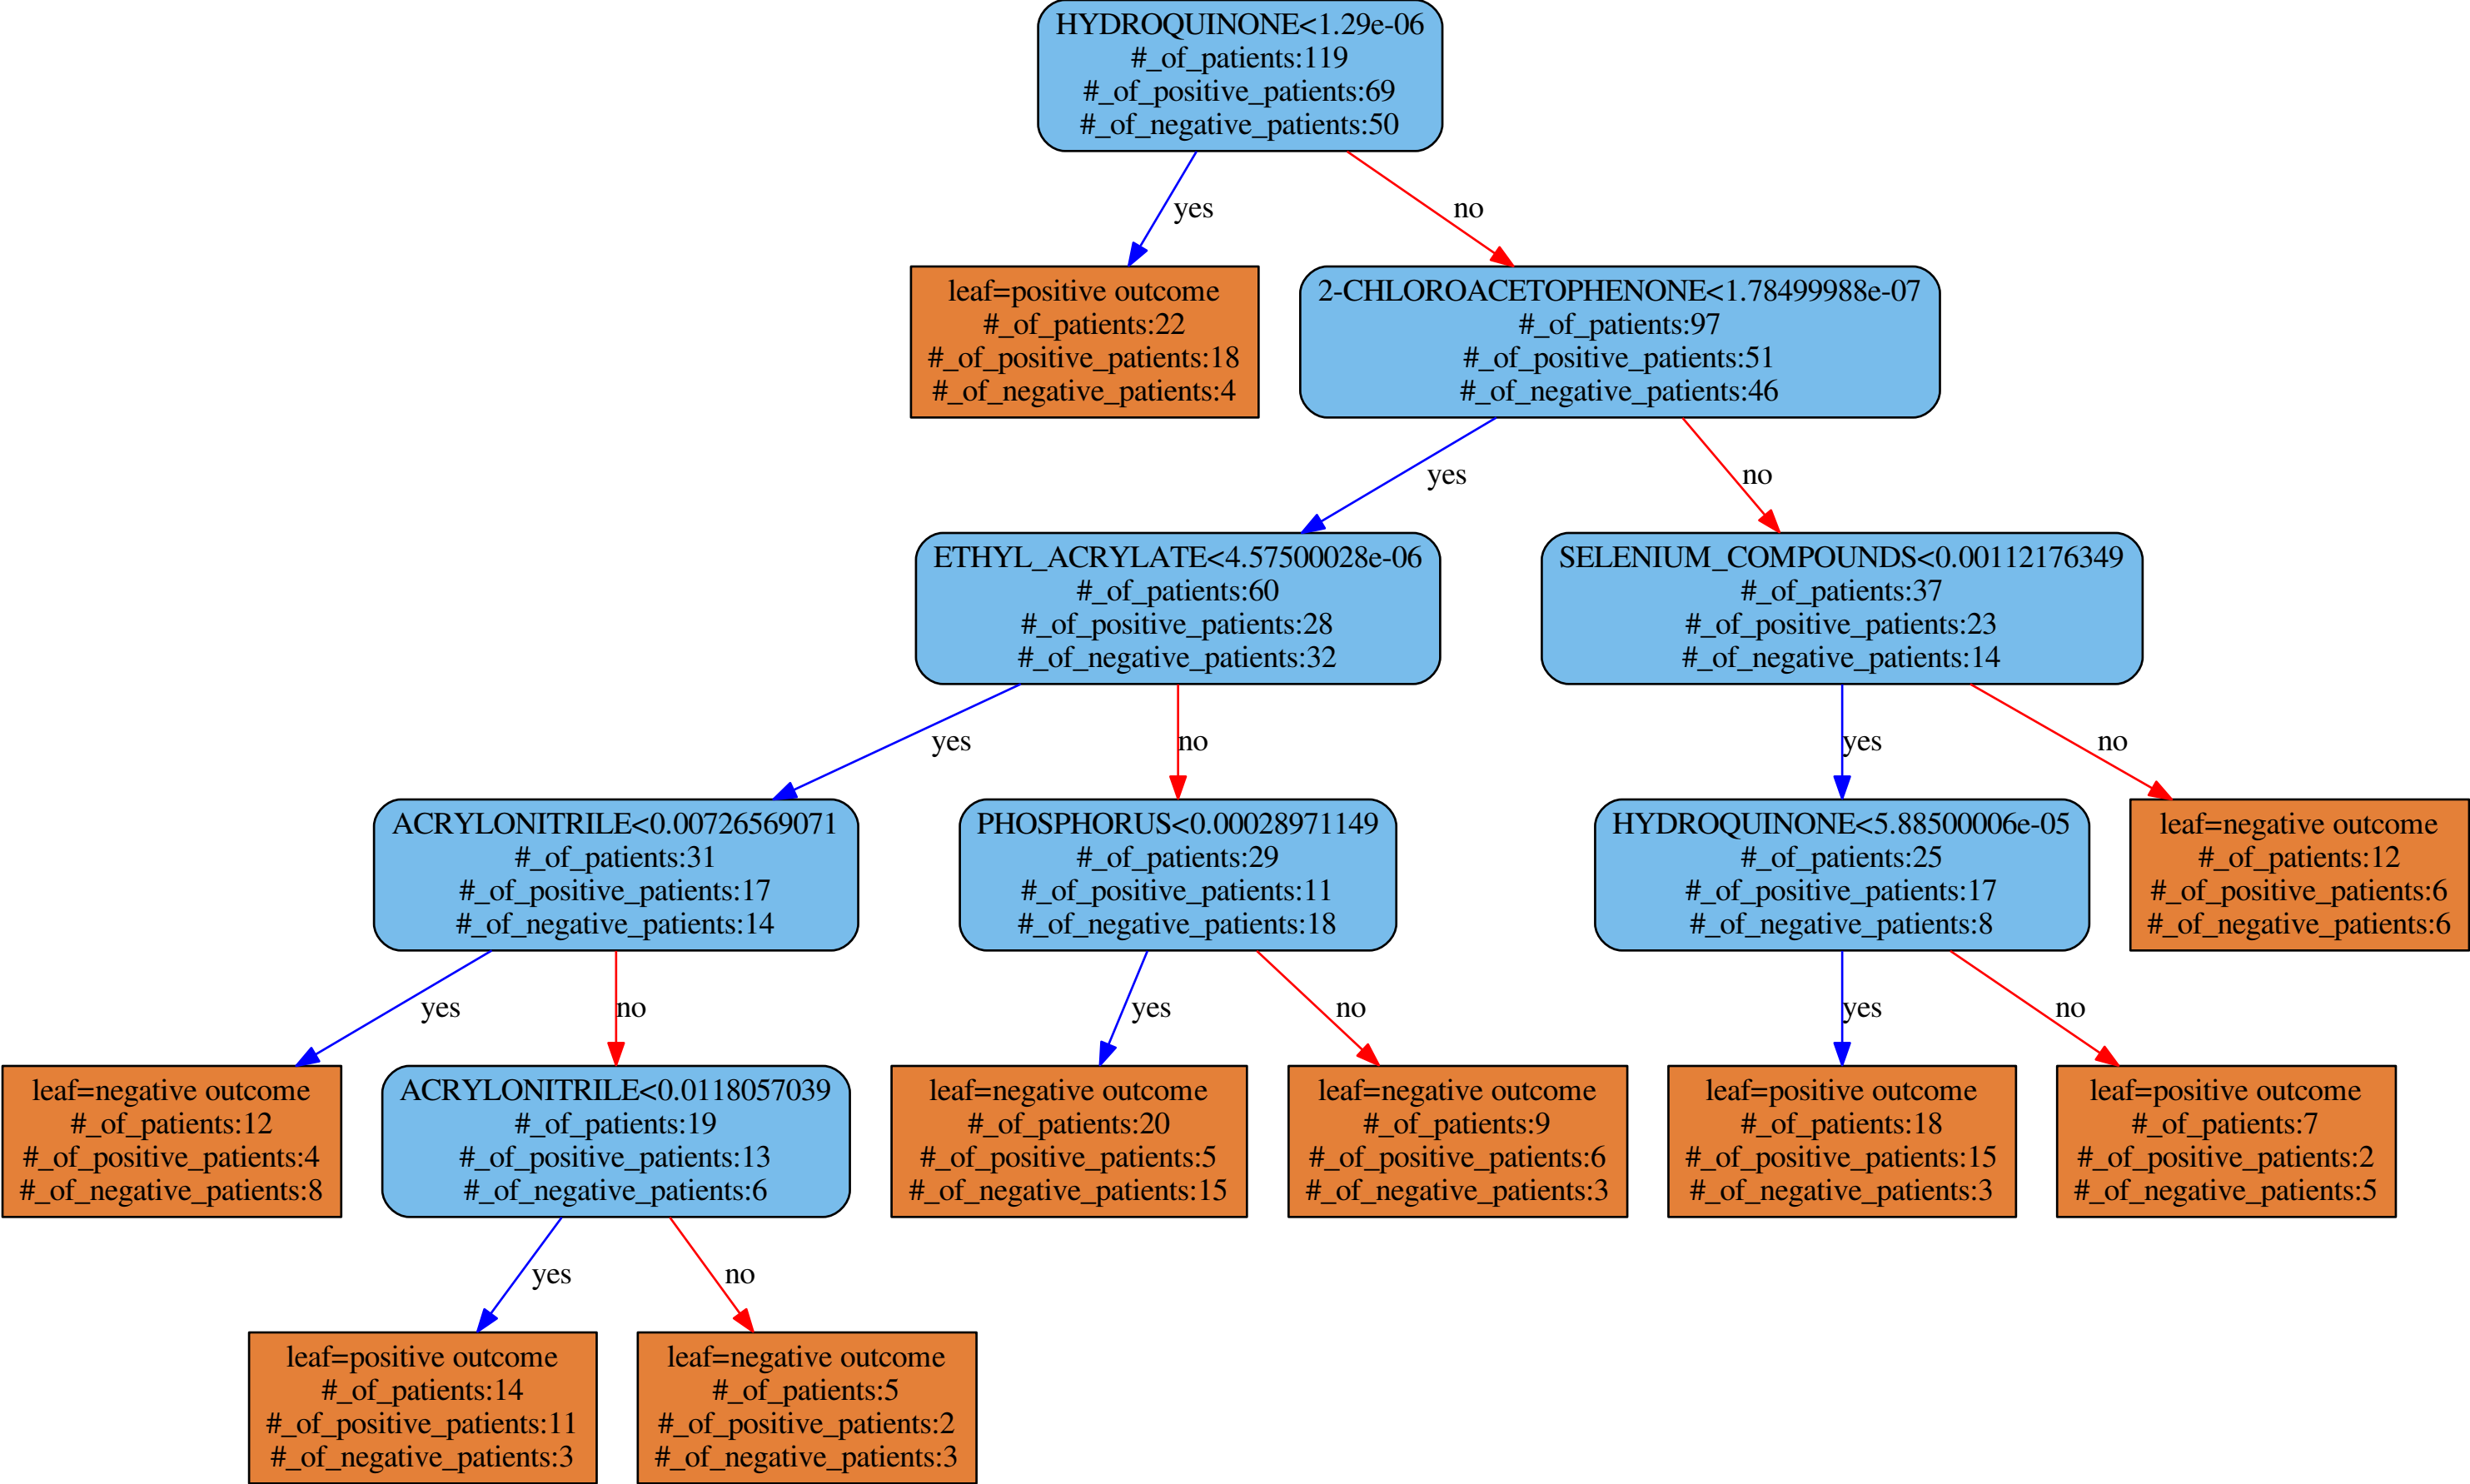 HYDROQUINONE<1.29e-06
#_of_patients:119
#_of_positive_patients:69
#_of_negative_patients:50
yes
no
leaf=positive outcome
#_of_patients:22
#_of_positive_patients:18
#_of_negative_patients:4
2-CHLOROACETOPHENONE<1.78499988e-07
#_of_patients:97
#_of_positive_patients:51
#_of_negative_patients:46
yes
no
ETHYL_ACRYLATE<4.57500028e-06
#_of_patients:60
#_of_positive_patients:28
#_of_negative_patients:32
SELENIUM_COMPOUNDS<0.00112176349
#_of_patients:37
#_of_positive_patients:23
#_of_negative_patients:14
yes
no
yes
no
ACRYLONITRILE<0.00726569071
#_of_patients:31
#_of_positive_patients:17
#_of_negative_patients:14
PHOSPHORUS<0.00028971149
#_of_patients:29
#_of_positive_patients:11
#_of_negative_patients:18
HYDROQUINONE<5.88500006e-05
#_of_patients:25
#_of_positive_patients:17
#_of_negative_patients:8
leaf=negative outcome
#_of_patients:12
#_of_positive_patients:6
#_of_negative_patients:6
yes
no
yes
no
yes
no
leaf=negative outcome
#_of_patients:12
#_of_positive_patients:4
#_of_negative_patients:8
ACRYLONITRILE<0.0118057039
#_of_patients:19
#_of_positive_patients:13
#_of_negative_patients:6
leaf=negative outcome
#_of_patients:20
#_of_positive_patients:5
#_of_negative_patients:15
leaf=negative outcome
#_of_patients:9
#_of_positive_patients:6
#_of_negative_patients:3
leaf=positive outcome
#_of_patients:18
#_of_positive_patients:15
#_of_negative_patients:3
leaf=positive outcome
#_of_patients:7
#_of_positive_patients:2
#_of_negative_patients:5
yes
no
leaf=positive outcome
#_of_patients:14
#_of_positive_patients:11
#_of_negative_patients:3
leaf=negative outcome
#_of_patients:5
#_of_positive_patients:2
#_of_negative_patients:3